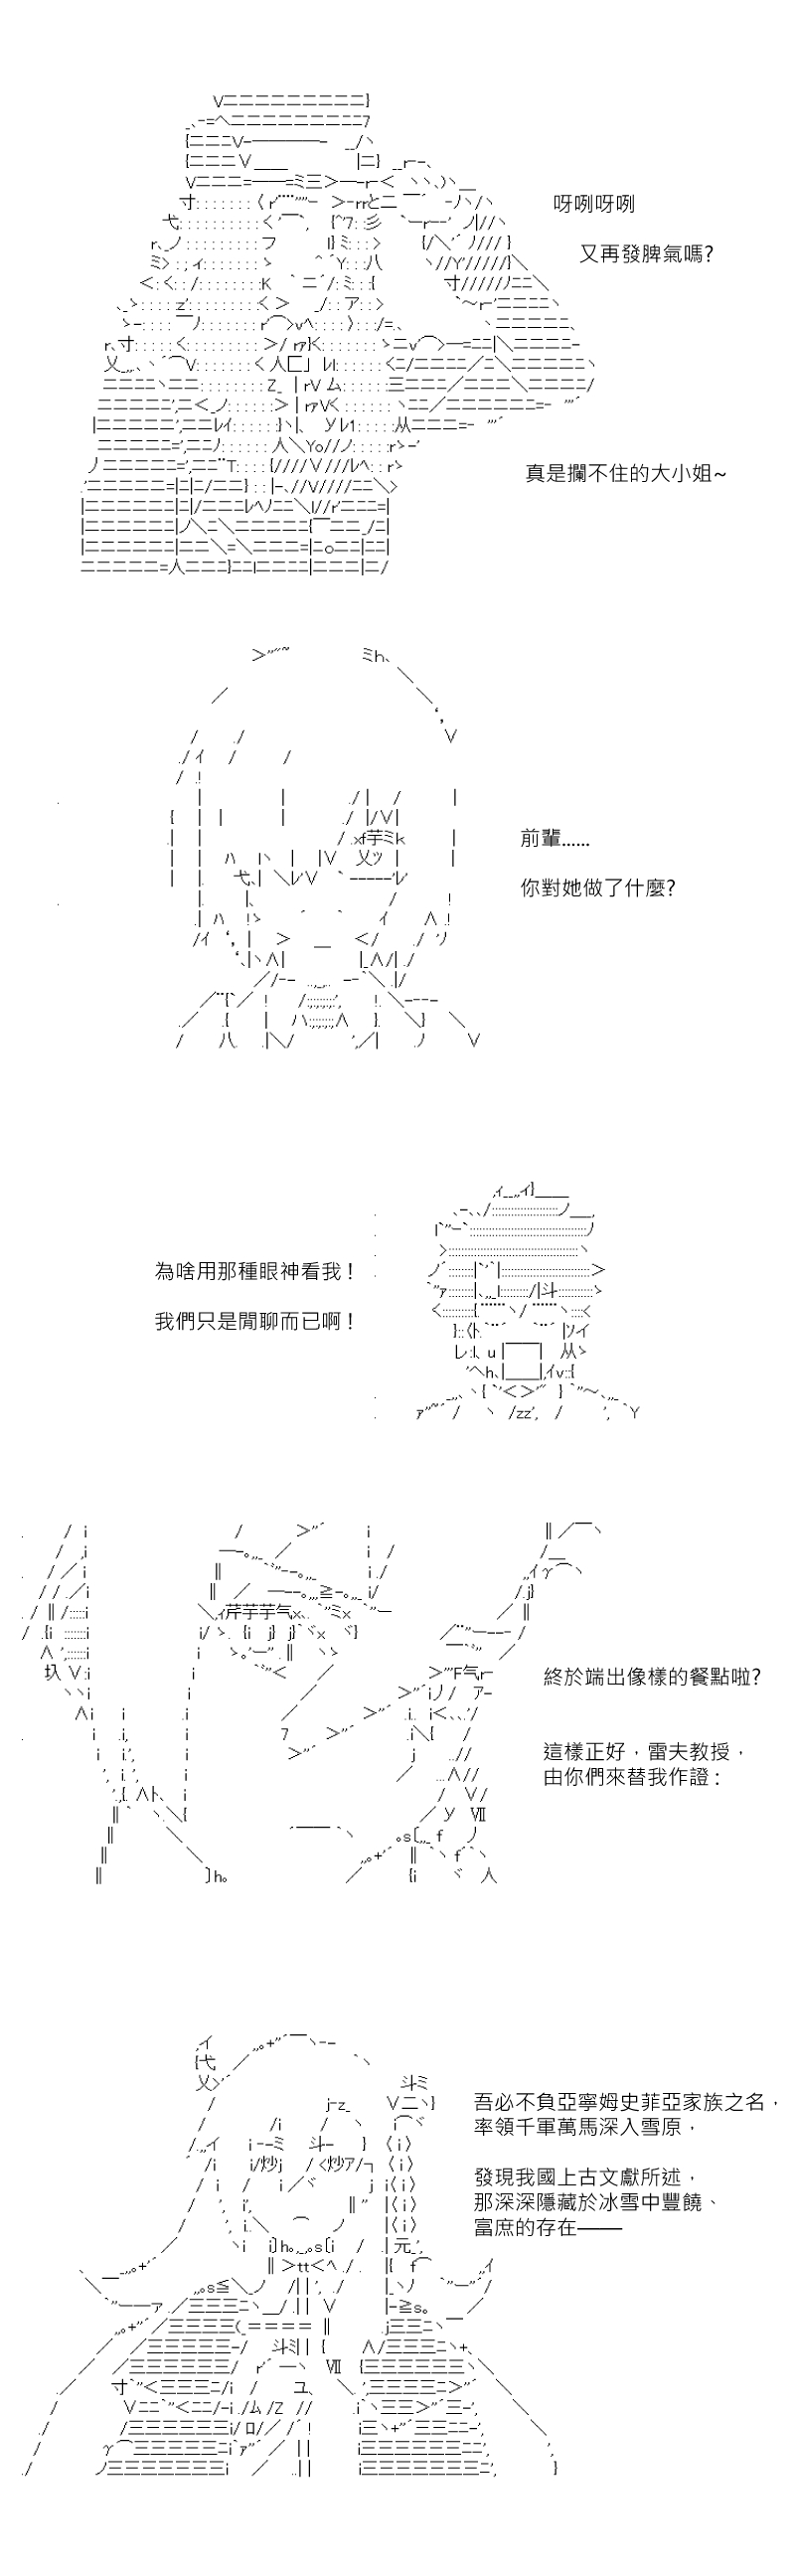 呀咧呀咧
又再發脾氣嗎?
真是攔不住的大小姐~
前輩......
你對她做了什麼?
為啥用那種眼神看我！
我們只是閒聊而已啊！
終於端出像樣的餐點啦?
這樣正好，雷夫教授，
由你們來替我作證：
吾必不負亞寧姆史菲亞家族之名，
率領千軍萬馬深入雪原，
發現我國上古文獻所述，
那深深隱藏於冰雪中豐饒、
富庶的存在——